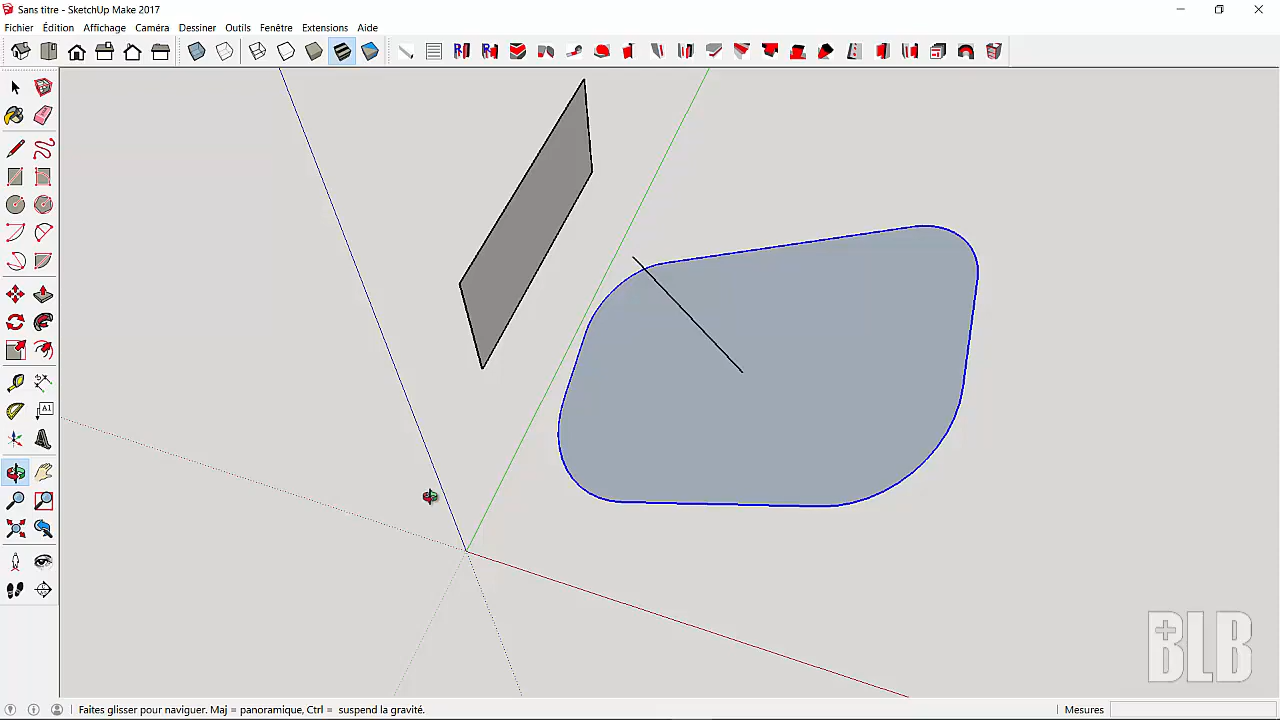 Sans titre - SketchUp Make 2017
Fichier Édition Affichage Caméra Dessiner Outils Fenêtre Extensions Aide
A1
BLB
Faites glisser pour naviguer. Maj = panoramique, Ctrl = suspend la gravité.
Mesures